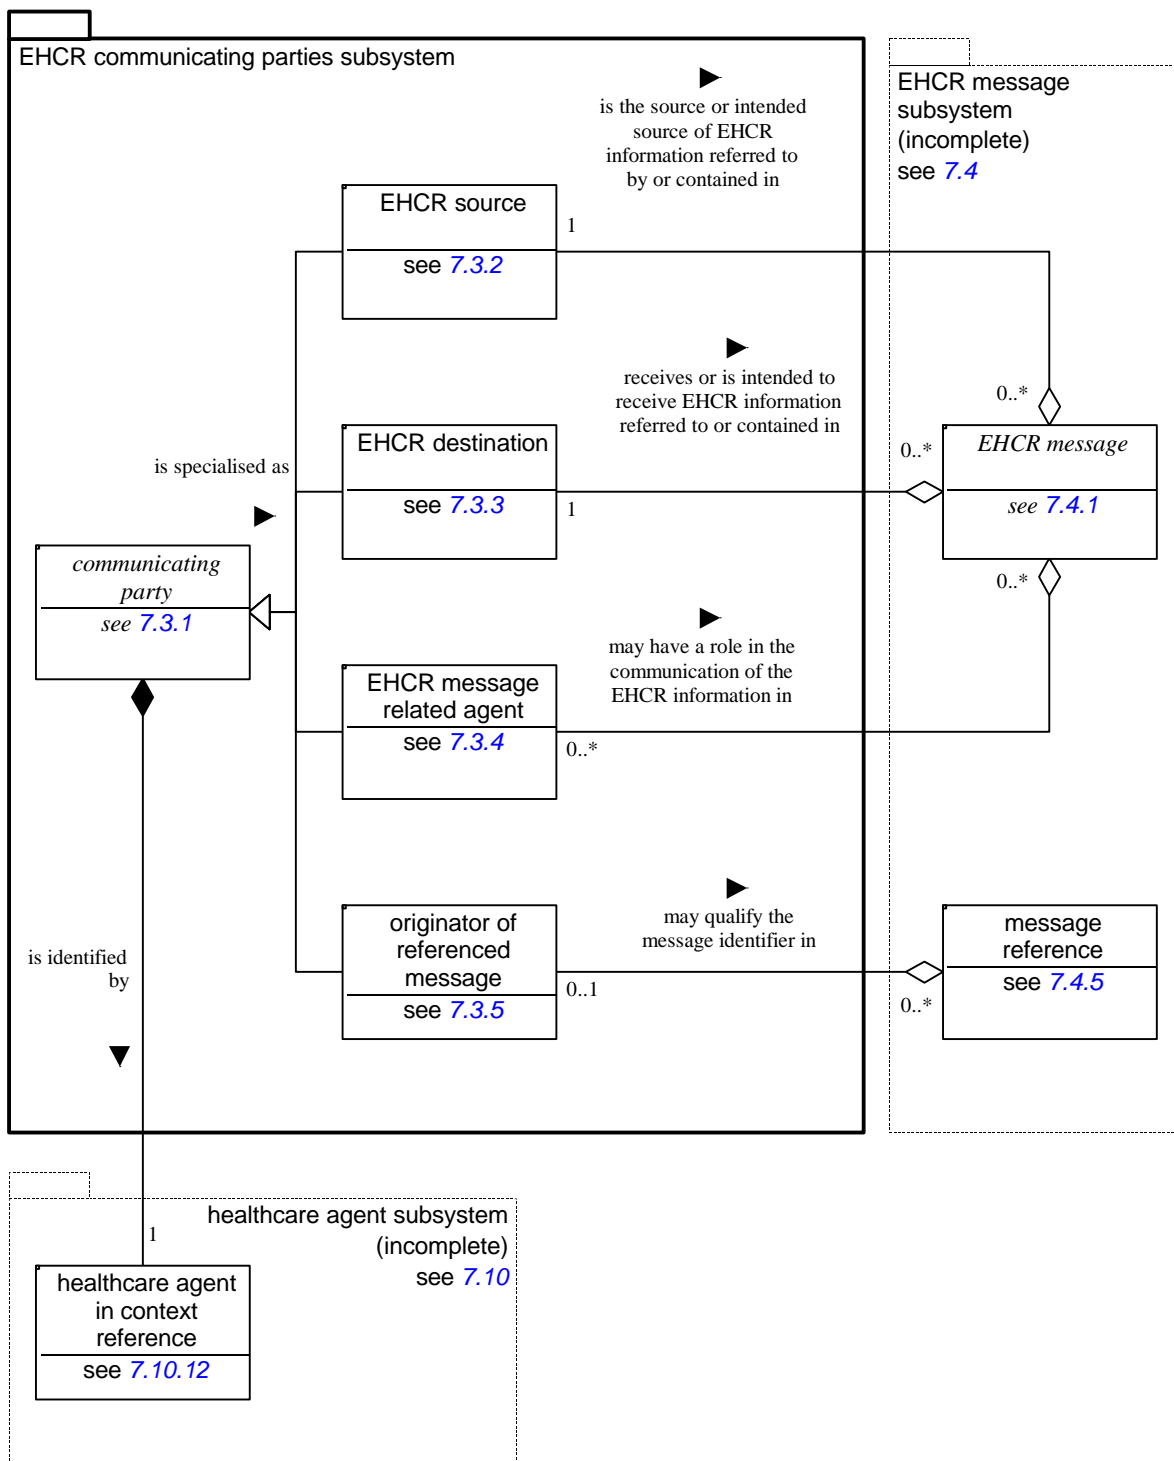 EHCR communicating parties subsystem
EHCR message
subsystem
(incomplete)
see 7.4
is the source or intended
source of EHCR
information referred to
by or contained in
EHCR source
see 7.3.2
1
0..*
receives or is intended to
receive EHCR information
referred to or contained in
EHCR destination
see 7.3.3
1
0..*
EHCR message
see 7.4.1
0..*
is specialised as
communicating
party
see 7.3.1
may have a role in the
communication of the
EHCR information in
EHCR message
related agent
see 7.3.4
0..*
may qualify the
message identifier in
originator of
referenced
message
see 7.3.5
0..1
0..*
message
reference
see 7.4.5
is identified
by
healthcare agent subsystem
(incomplete)
see 7.10
1
healthcare agent
in context
reference
see 7.10.12